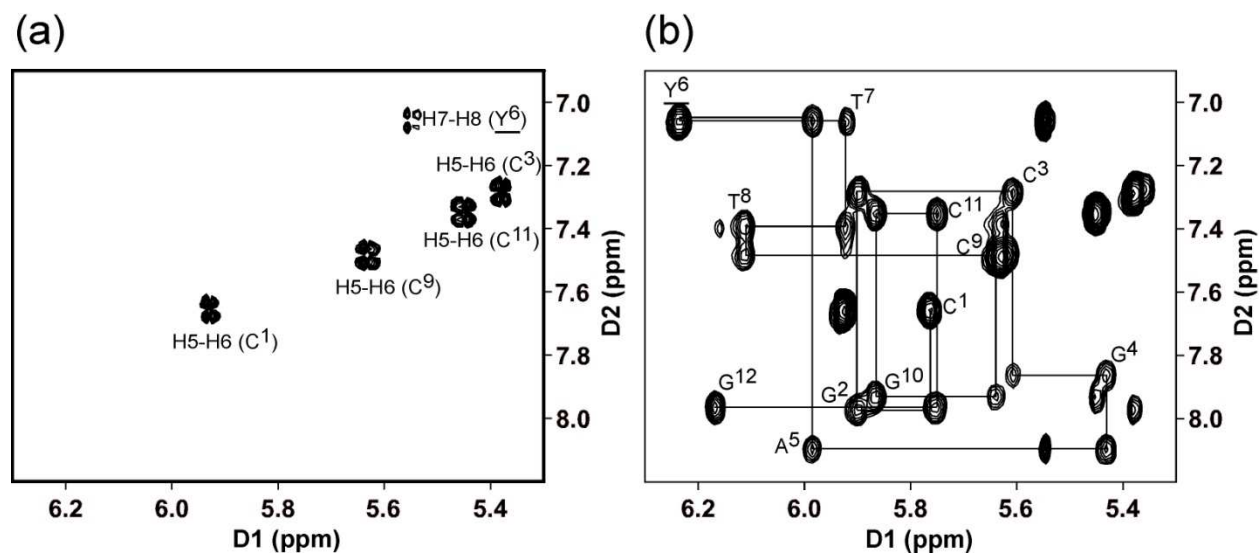 (a)
(b)
H7-H8 (Y6)
H5-H6 (C3)
H5-H6 (C11)
H5-H6 (C9)
H5-H6 (C1)
7.0
7.2
7.4
7.6
7.8
8.0
D2 (ppm)
6.2 6.0 5.8 5.6 5.4
D1 (ppm)
Y6
T7
C3
T8
C11
C9
C1
G4
G12
G2
G10
A5
7.0
7.2
7.4
7.6
7.8
8.0
D2 (ppm)
6.2 6.0 5.8 5.6 5.4
D1 (ppm)